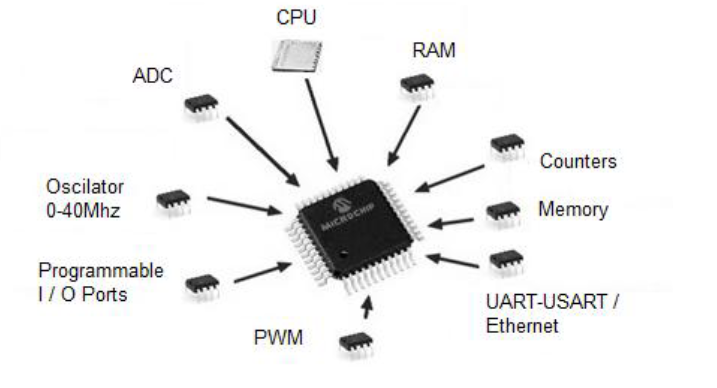 CPU
RAM
ADC
Counters
Oscilator
0-40Mhz
Memory
MICROCHIP
Programmable
I / O Ports
UART-USART /
Ethernet
PWM